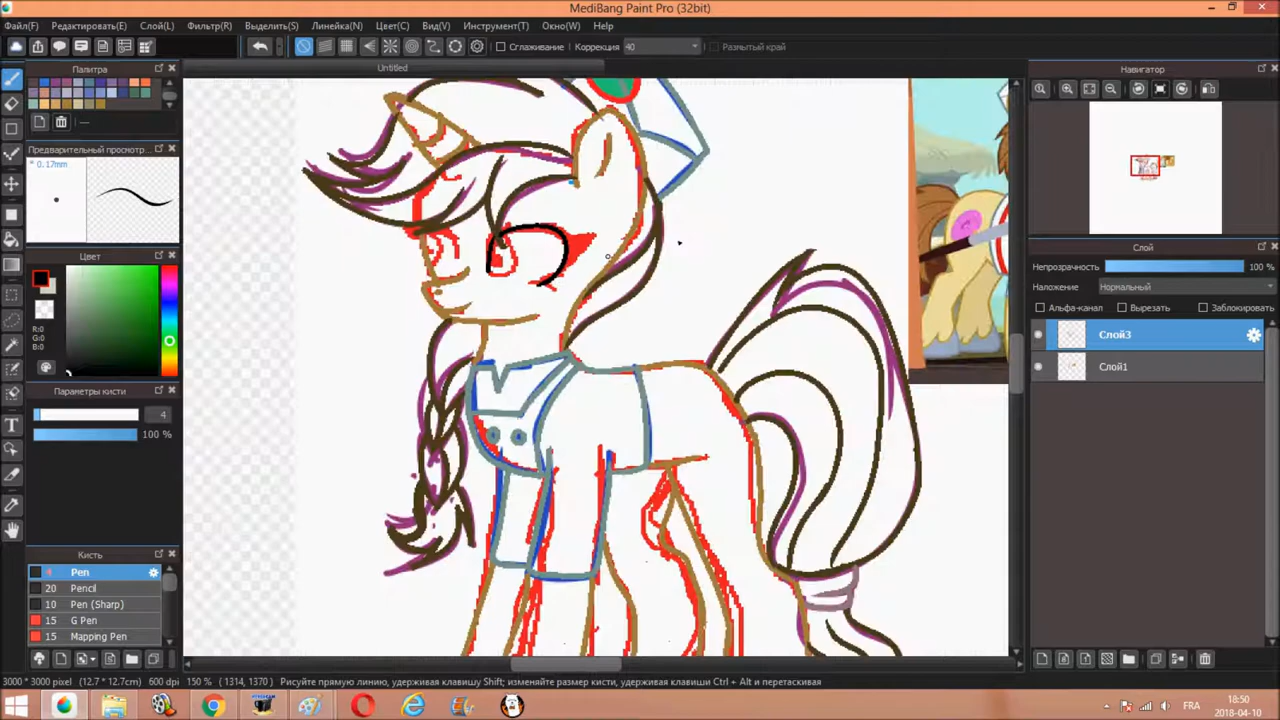 MediBang Paint Pro (32bit)
Файл(F) Редактировать(E) Слой(L) Фильтр(R) Выделить(S) Линейка(N) Цвет(C) Вид(V) Инструмент(T) Окно(W) Help
Сглаживание Коррекция 40 Размытый край
Палитра
Untitled
Навигатор
---
Предварительный просмотр...
* 0.17mm
Цвет
R:0
G:0
B:0
Слой
Непрозрачность 100 %
Наложение Нормальный
Альфа-канал Вырезать Заблокировать
Слой3
Слой1
Параметры кисти
4
100 %
Кисть
Pen
20 Pencil
10 Pen (Sharp)
15 G Pen
15 Mapping Pen
3000 * 3000 pixel (12.7 * 12.7cm) 600 dpi 150 % ( 1314, 1370 ) Рисуйте прямую линию, удерживая клавишу Shift; изменяйте размер кисти, удерживая клавиши Ctrl + Alt и перетаскивая
FRA
18:50
2018-04-10